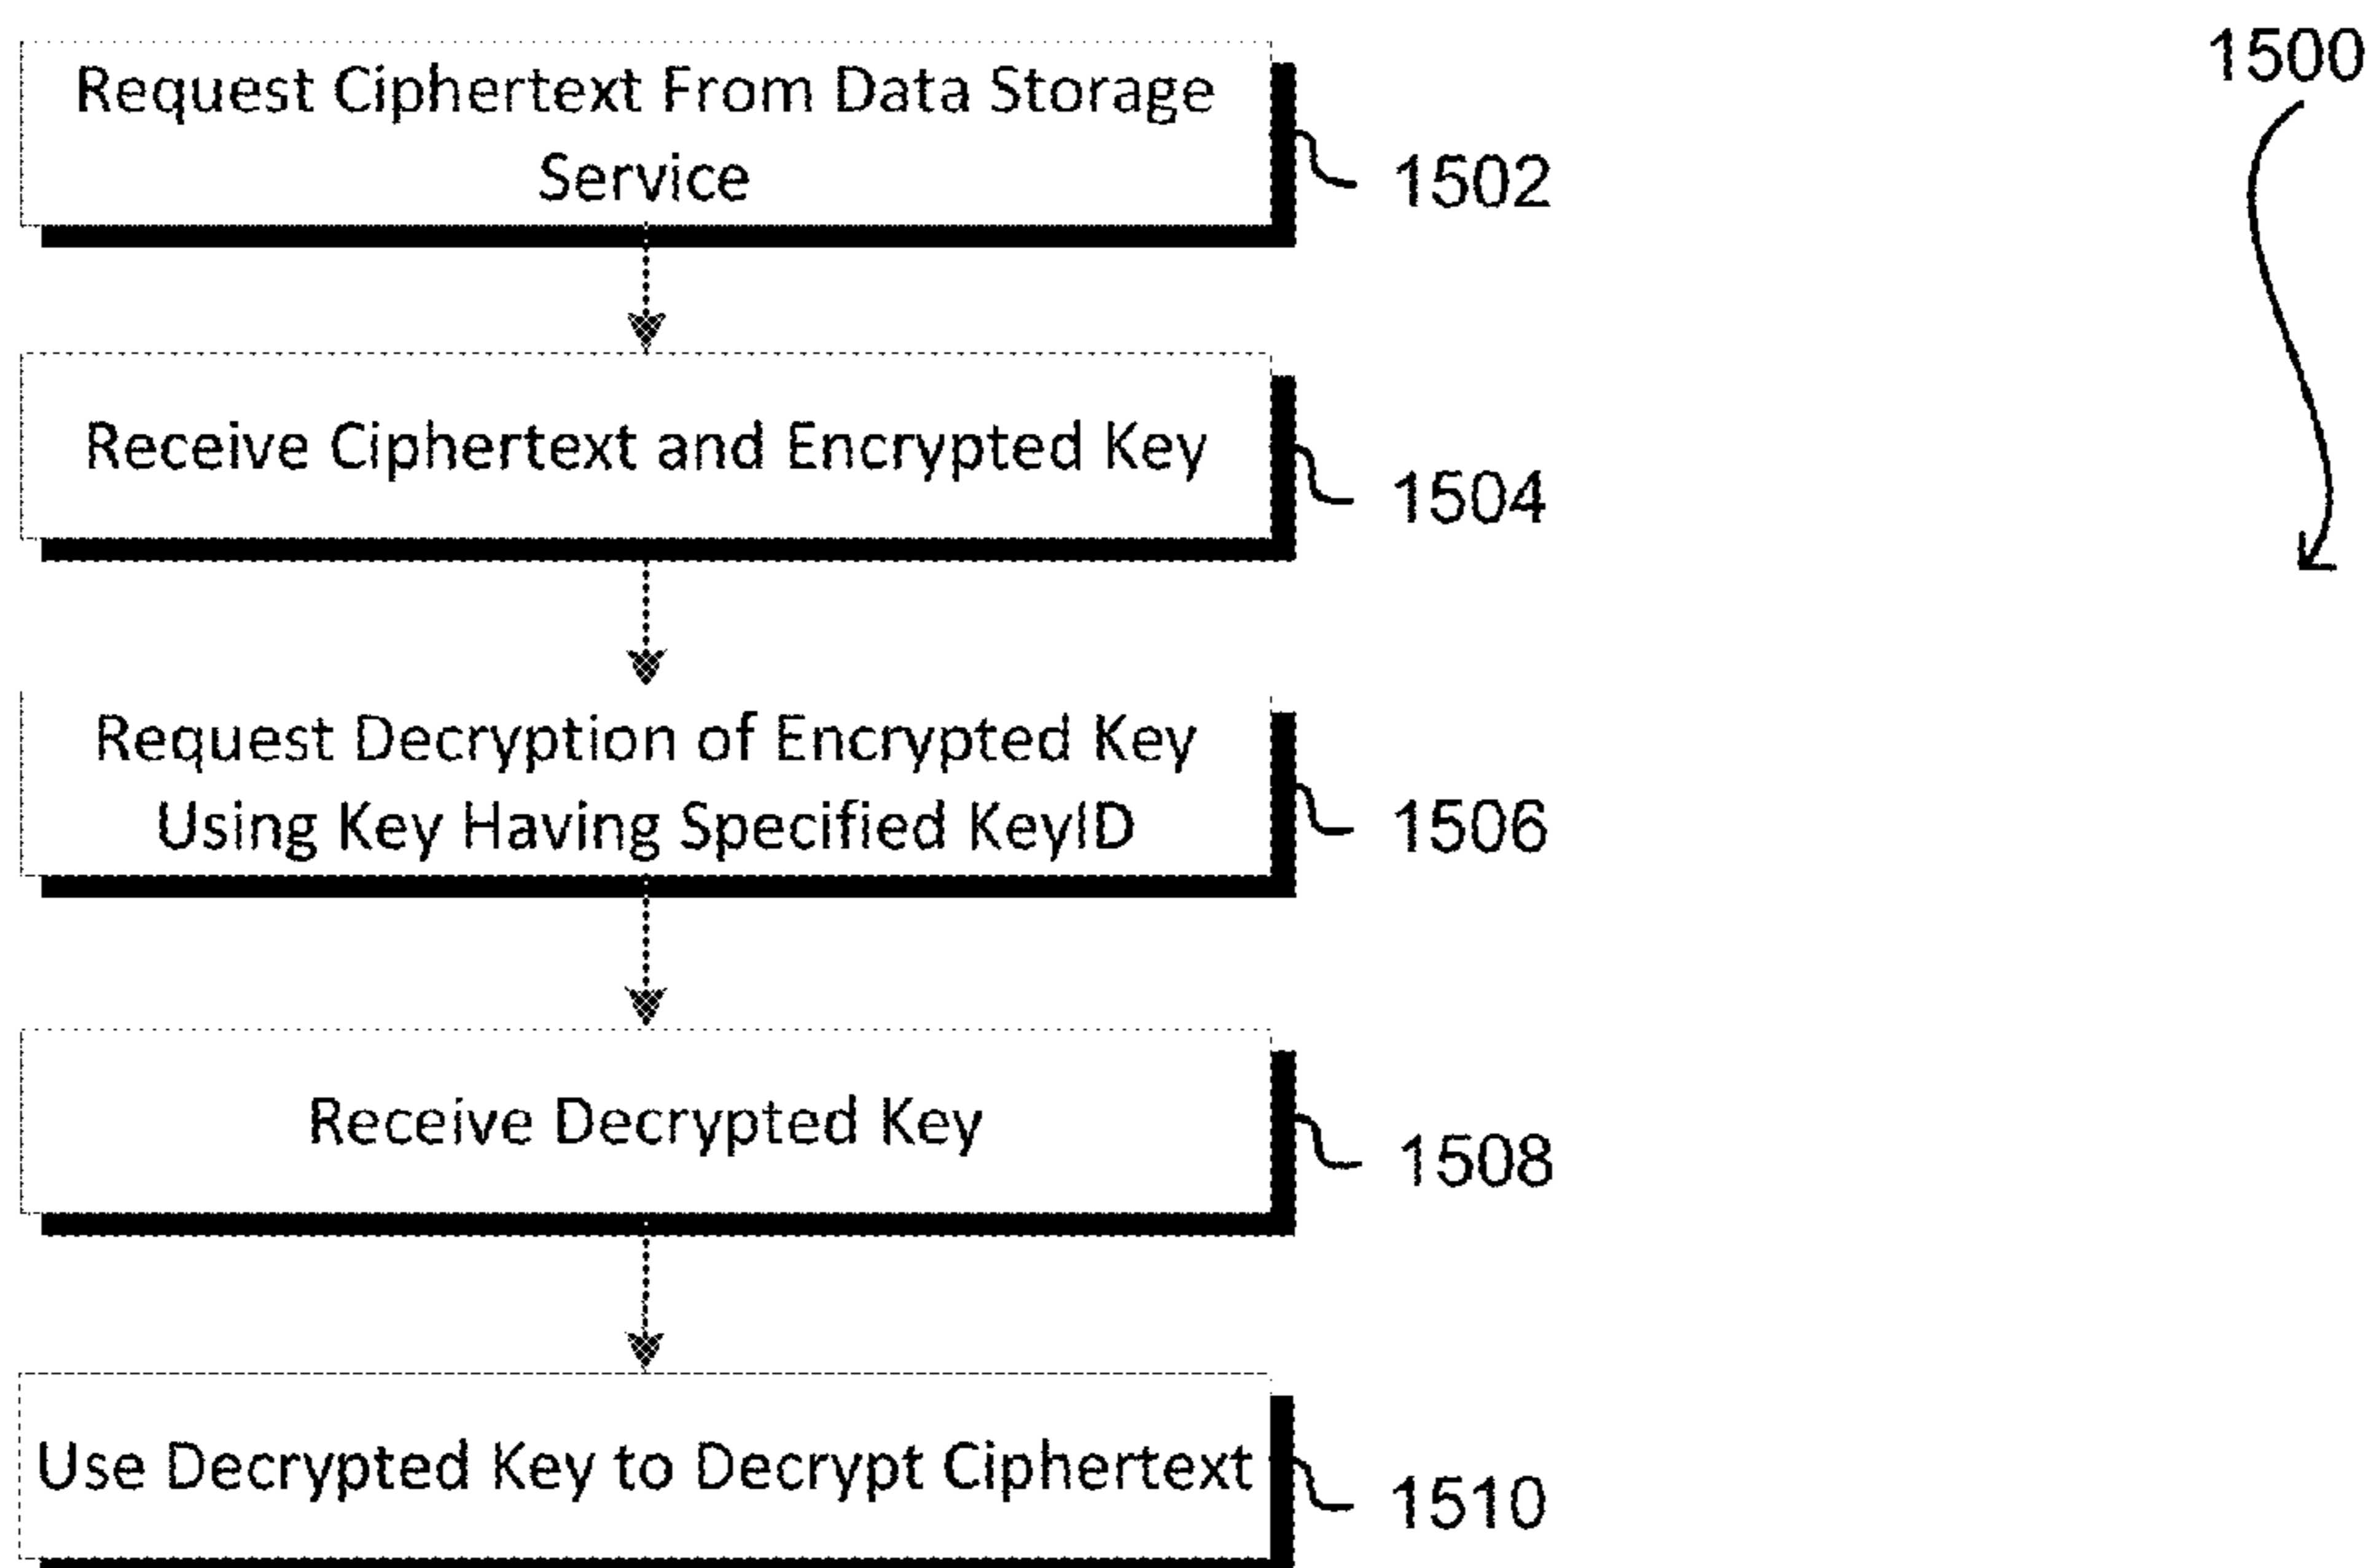 1500
Request Ciphertext From Data Storage
Service
1502
Receive Ciphertext and Encrypted Key
1504
Request Decryption of Encrypted Key
Using Key Having Specified KeyID
1506
Receive Decrypted Key
1508
Use Decrypted Key to Decrypt Ciphertext
1510